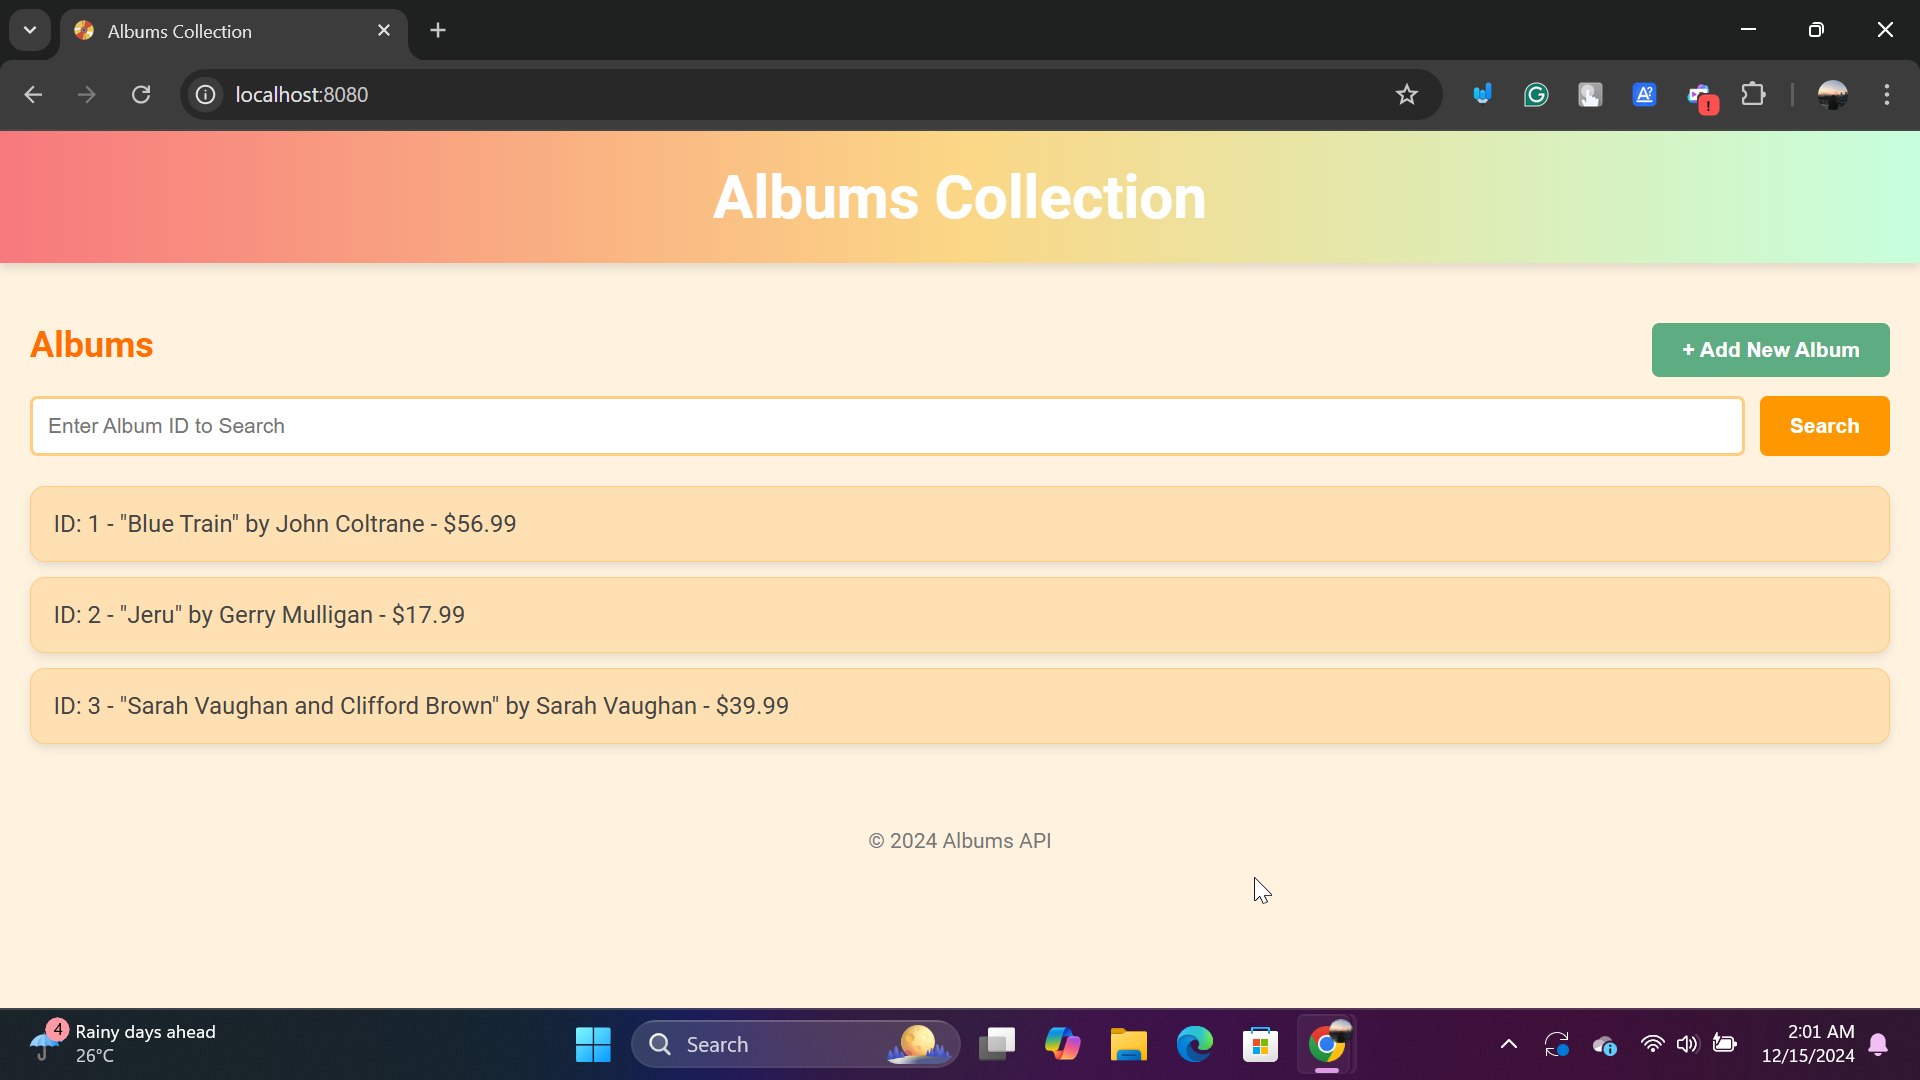 Albums Collection
localhost:8080
Albums Collection
Albums
+ Add New Album
Enter Album ID to Search
Search
ID: 1 - "Blue Train" by John Coltrane - $56.99
ID: 2 - "Jeru" by Gerry Mulligan - $17.99
ID: 3 - "Sarah Vaughan and Clifford Brown" by Sarah Vaughan - $39.99
© 2024 Albums API
4
Rainy days ahead
26°C
Search
2:01 AM
12/15/2024